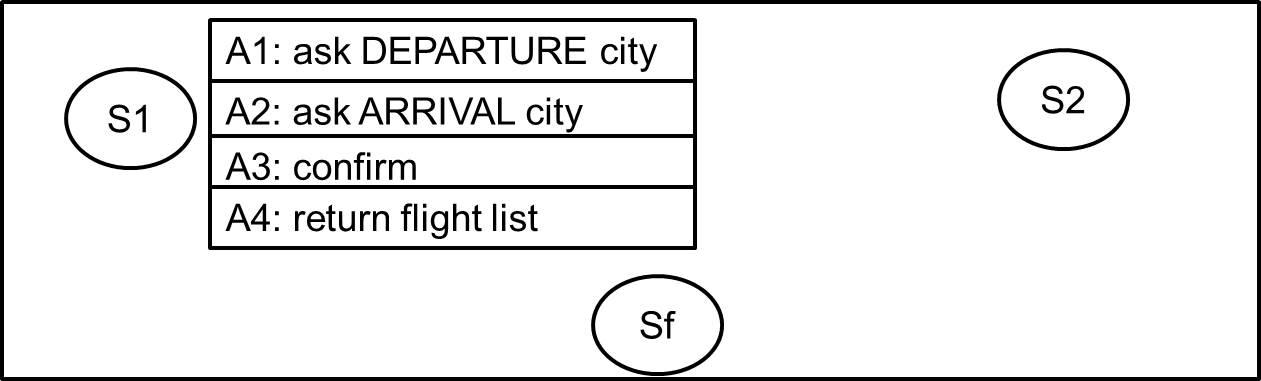 S1
A1: ask DEPARTURE city
A2: ask ARRIVAL city
A3: confirm
A4: return flight list
S2
Sf